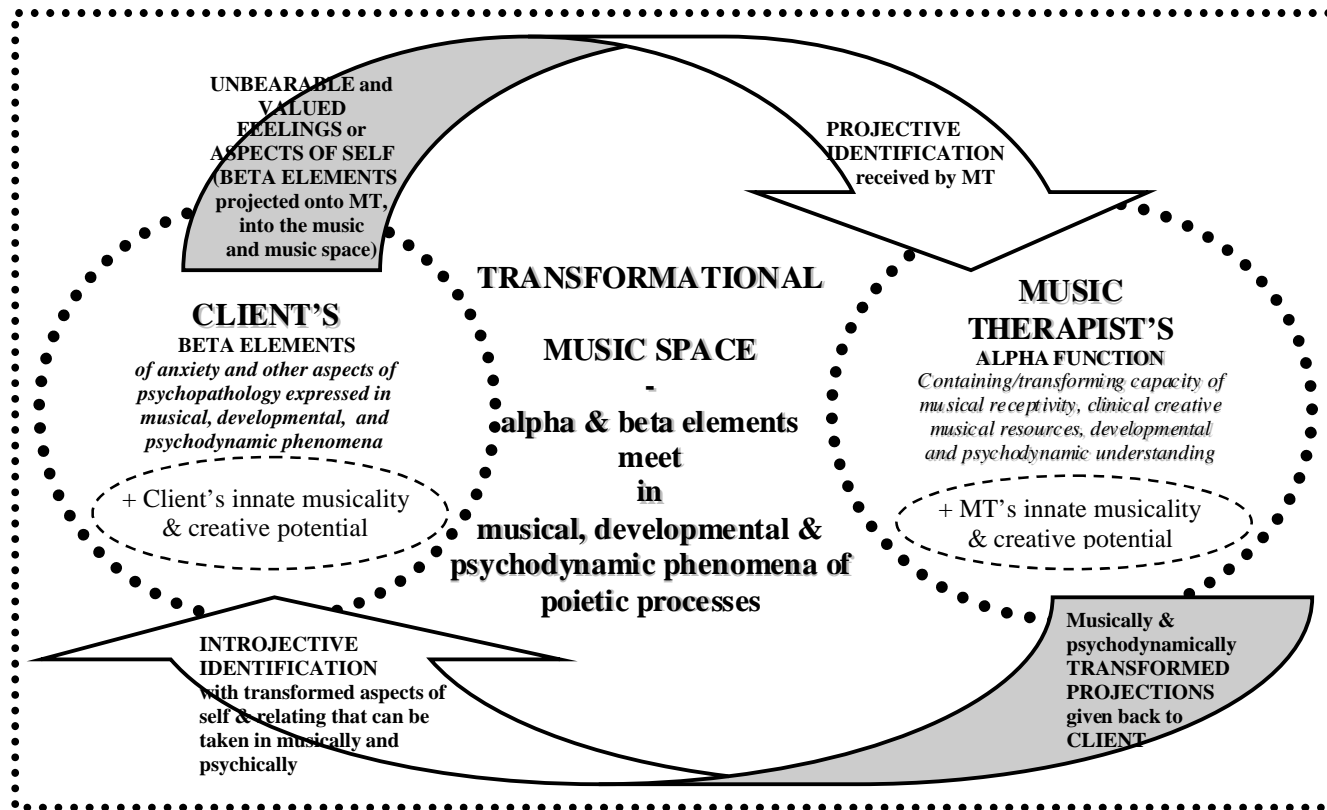 UNBEARABLE and
VALUED
FEELINGS or
ASPECTS OF SELF
(BETA ELEMENTS
projected onto MT,
into the music
and music space)
PROJECTIVE
IDENTIFICATION
received by MT
CLIENT'S
BETA ELEMENTS
of anxiety and other aspects of
psychopathology expressed in
musical, developmental, and
psychodynamic phenomena
+ Client's innate musicality
& creative potential
TRANSFORMATIONAL
MUSIC SPACE
-
alpha & beta elements
meet
in
musical, developmental &
psychodynamic phenomena of
poietic processes
MUSIC
THERAPIST'S
ALPHA FUNCTION
Containing/transforming capacity of
musical receptivity, clinical creative
musical resources, developmental
and psychodynamic understanding
+ MT's innate musicality
& creative potential
INTROJECTIVE
IDENTIFICATION
with transformed aspects of
self & relating that can be
taken in musically and
psychically
Musically &
psychodynamically
TRANSFORMED
PROJECTIONS
given back to
CLIENT